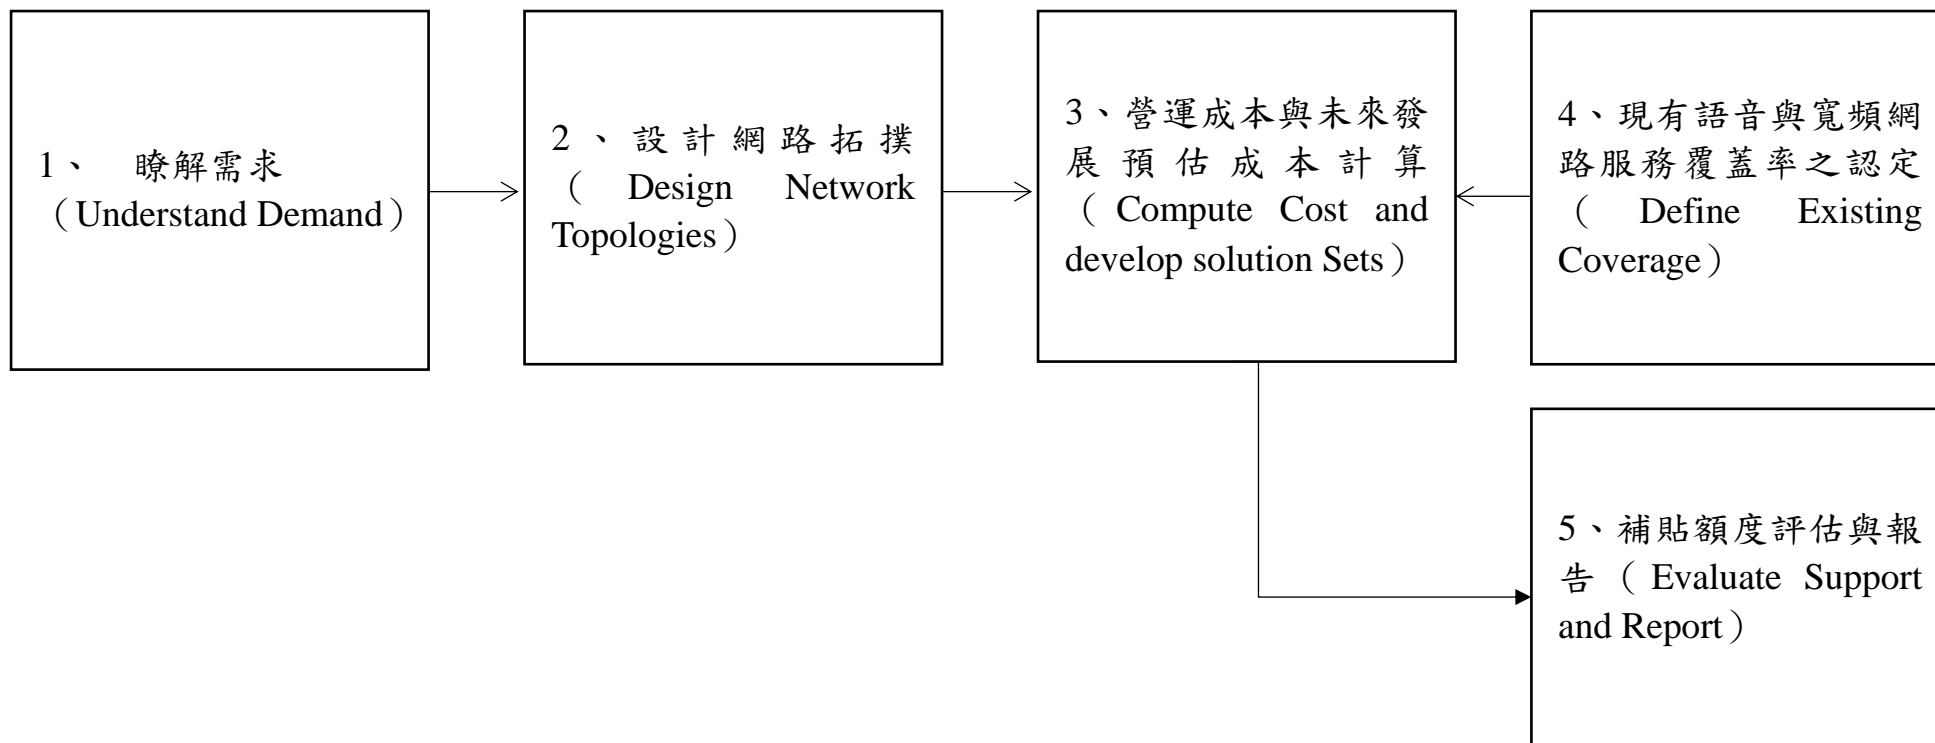 1、 瞭解需求
（Understand Demand）
2、設計網路拓撲
（ Design Network
Topologies）
3、營運成本與未來發
展預估成本計算
（ Compute Cost and
develop solution Sets）
4、現有語音與寬頻網
路服務覆蓋率之認定
（ Define Existing
Coverage）
5、補貼額度評估與報
告（ Evaluate Support
and Report）